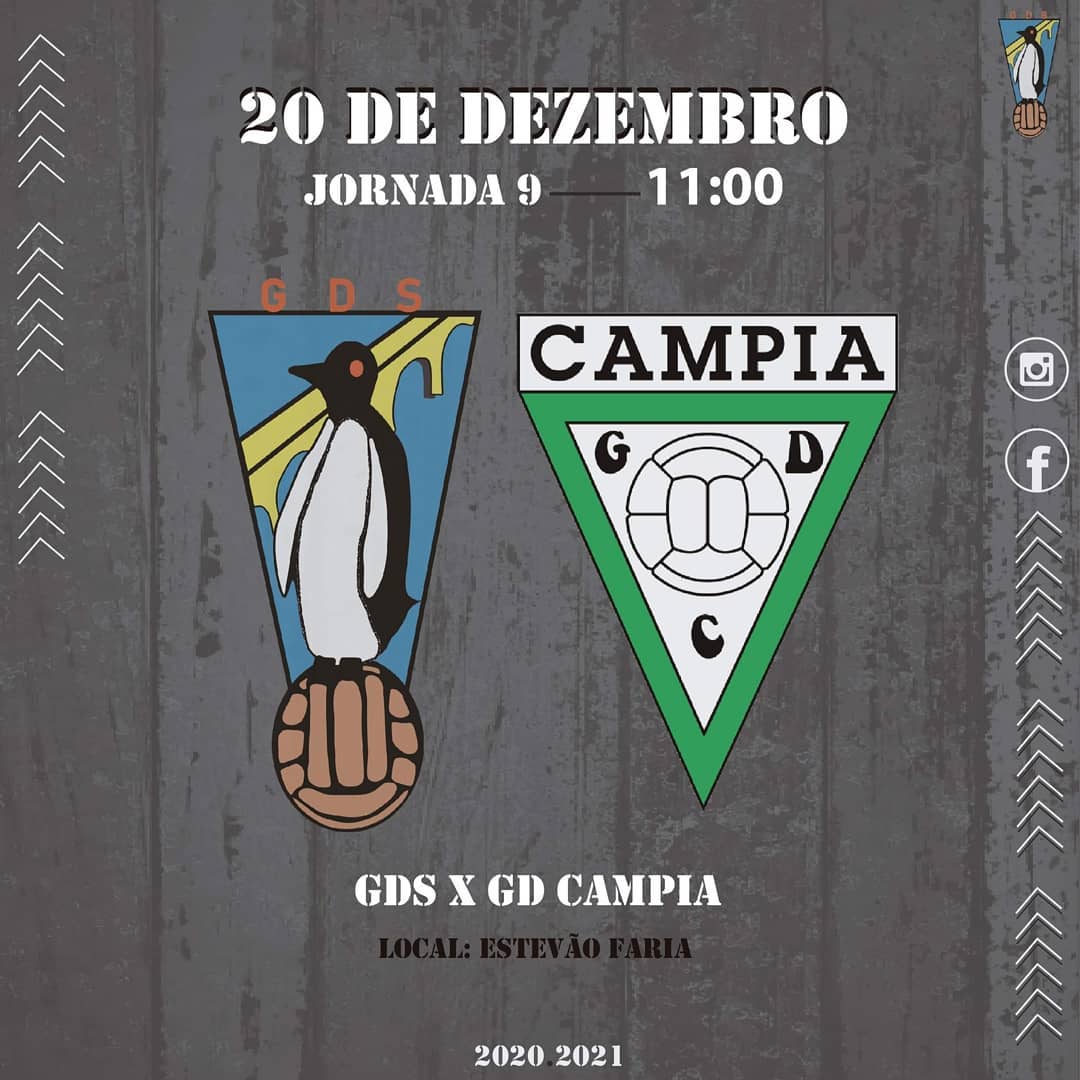 G D S
20 DE DEZEMBRO
JORNADA 9 — 11:00
G D S
CAMPIA
G D
C
GDS X GD CAMPIA
LOCAL: ESTEVÃO FARIA
2020.2021